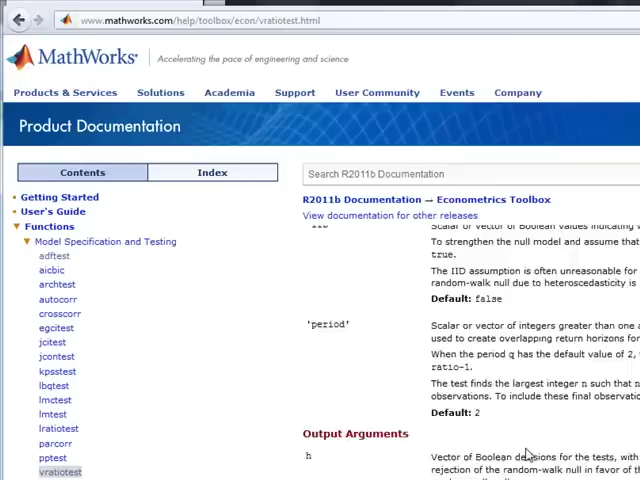 www.mathworks.com/help/toolbox/econ/vratiotest.html
MathWorks® Accelerating the pace of engineering and science
Products & Services Solutions Academia Support User Community Events Company
Product Documentation
Contents Index
Search R2011b Documentation
Getting Started
User's Guide
Functions
Model Specification and Testing
adftest
aicbic
archtest
autocorr
crosscorr
egcitest
jcitest
jcontest
kpsstest
lbqtest
lmctest
lmtest
lratiotest
parcorr
pptest
vratiotest
R2011b Documentation → Econometrics Toolbox
View documentation for other releases
Scalar or vector of Boolean values indicating
To strengthen the null model and assume that
true.
The IID assumption is often unreasonable for
random-walk null due to heteroscedasticity is
Default: false
'period' Scalar or vector of integers greater than one
used to create overlapping return horizons for
When the period q has the default value of 2,
ratio-1.
The test finds the largest integer n such that
observations. To include these final
Default: 2
Output Arguments
h Vector of Boolean decisions for the tests, with
rejection of the random-walk null in favor of